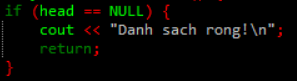 if (head == NULL) {
cout << "Danh sach rong!\n";
return;
}